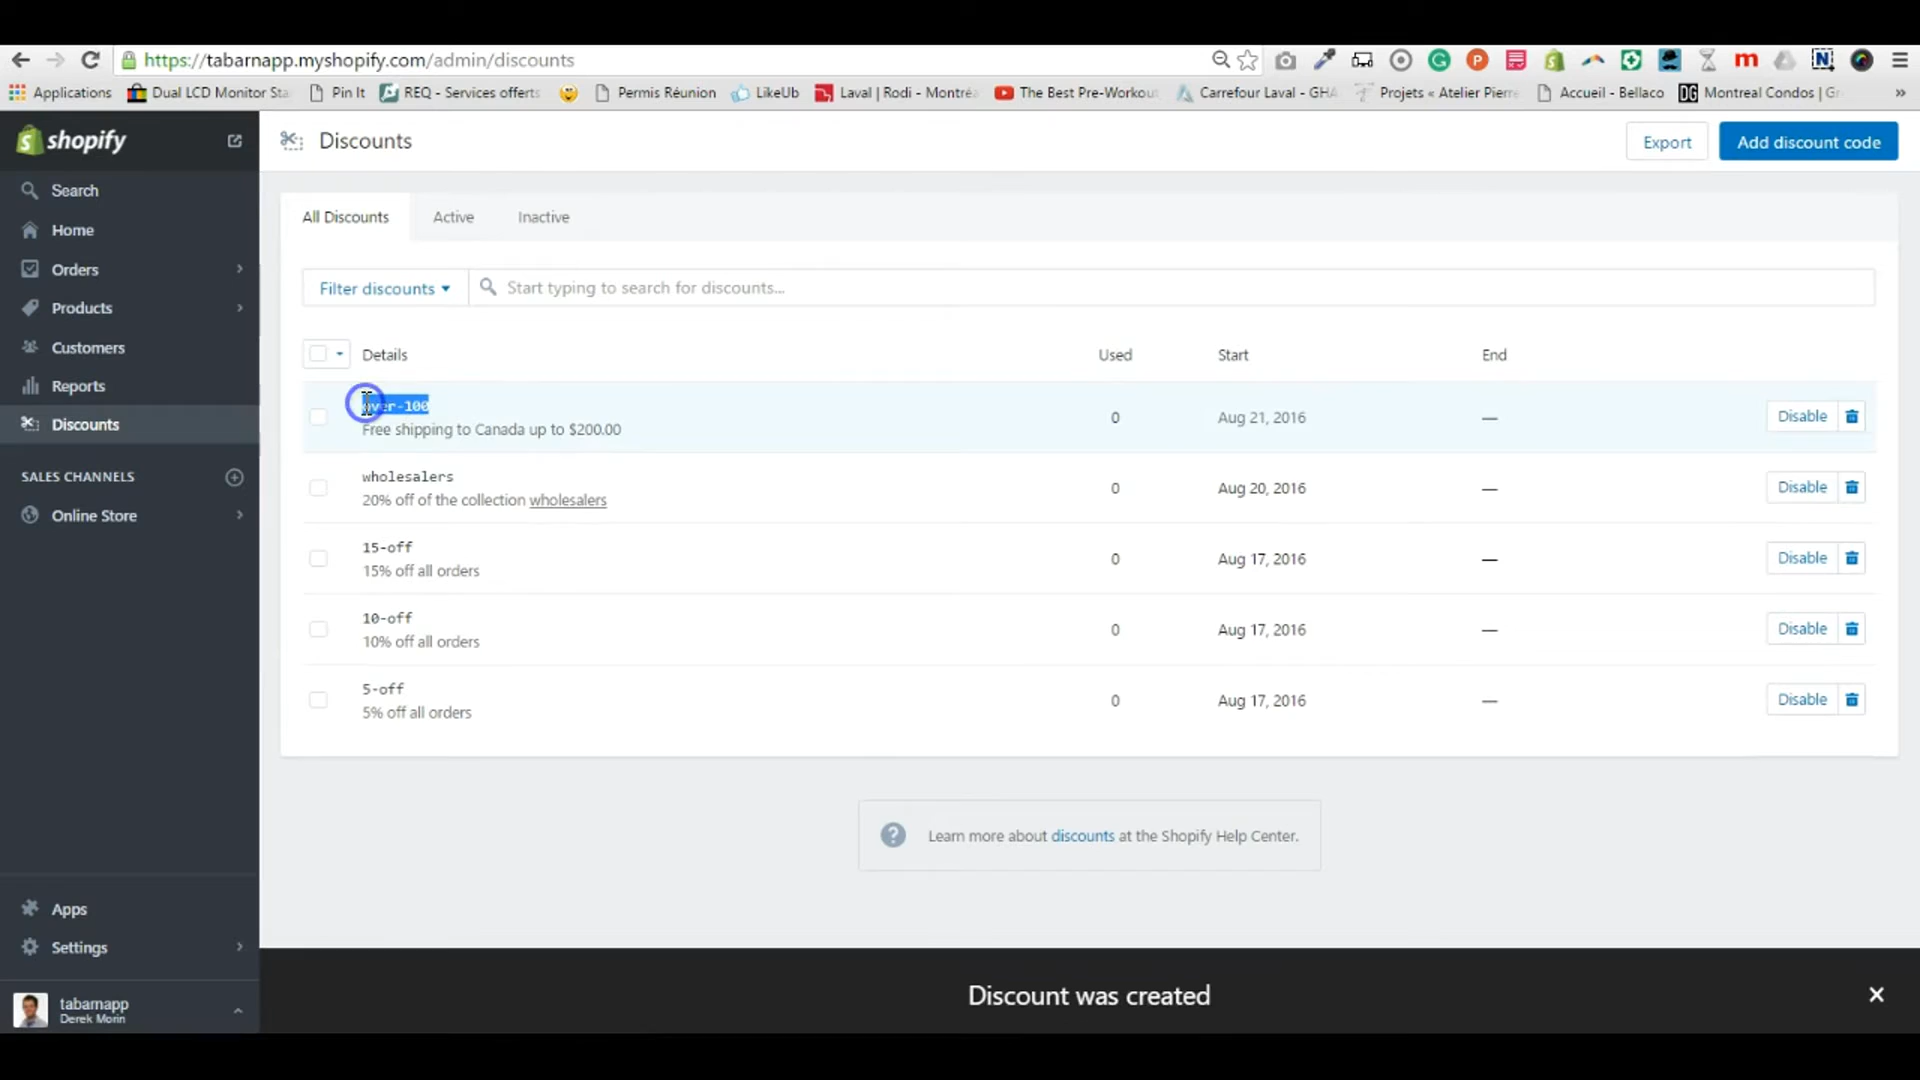 https://tabarnapp.myshopify.com/admin/discounts
Applications Dual LCD Monitor Sta Pin It REQ - Services offerts Permis Réunion LikeUb Laval | Rodi - Montréa The Best Pre-Workout Carrefour Laval - GHA Projets « Atelier Pierre Accueil - Bellaco Montreal Condos | Gr »
shopify
Discounts
Export
Add discount code
Search
Home
Orders
Products
Customers
Reports
Discounts
SALES CHANNELS
Online Store
Apps
Settings
tabarnapp
Derek Morin
All Discounts Active Inactive
Filter discounts
Start typing to search for discounts...
Details Used Start End
over-100
Free shipping to Canada up to $200.00
0 Aug 21, 2016 — Disable
wholesalers
20% off of the collection wholesalers
0 Aug 20, 2016 — Disable
15-off
15% off all orders
0 Aug 17, 2016 — Disable
10-off
10% off all orders
0 Aug 17, 2016 — Disable
5-off
5% off all orders
0 Aug 17, 2016 — Disable
Learn more about discounts at the Shopify Help Center.
Discount was created